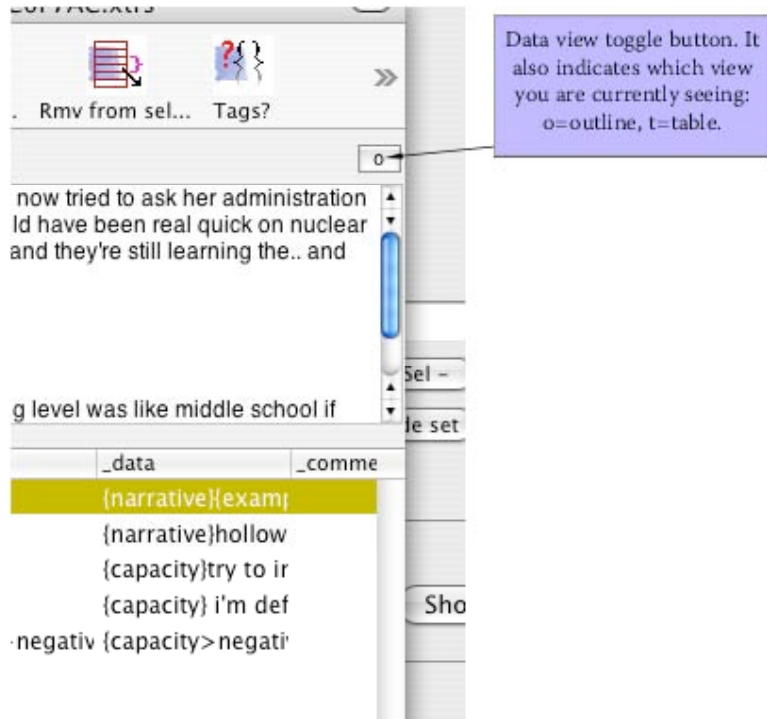 Data view toggle button. It
also indicates which view
you are currently seeing:
o=outline, t=table.
. Rmv from sel... Tags?
»
o
now tried to ask her administration
ld have been real quick on nuclear
and they're still learning the.. and
g level was like middle school if
Sel –
de set
_data _comme
{narrative}{examp
{narrative}hollow
{capacity}try to ir
{capacity} i'm def
negativ {capacity>negati
Sho